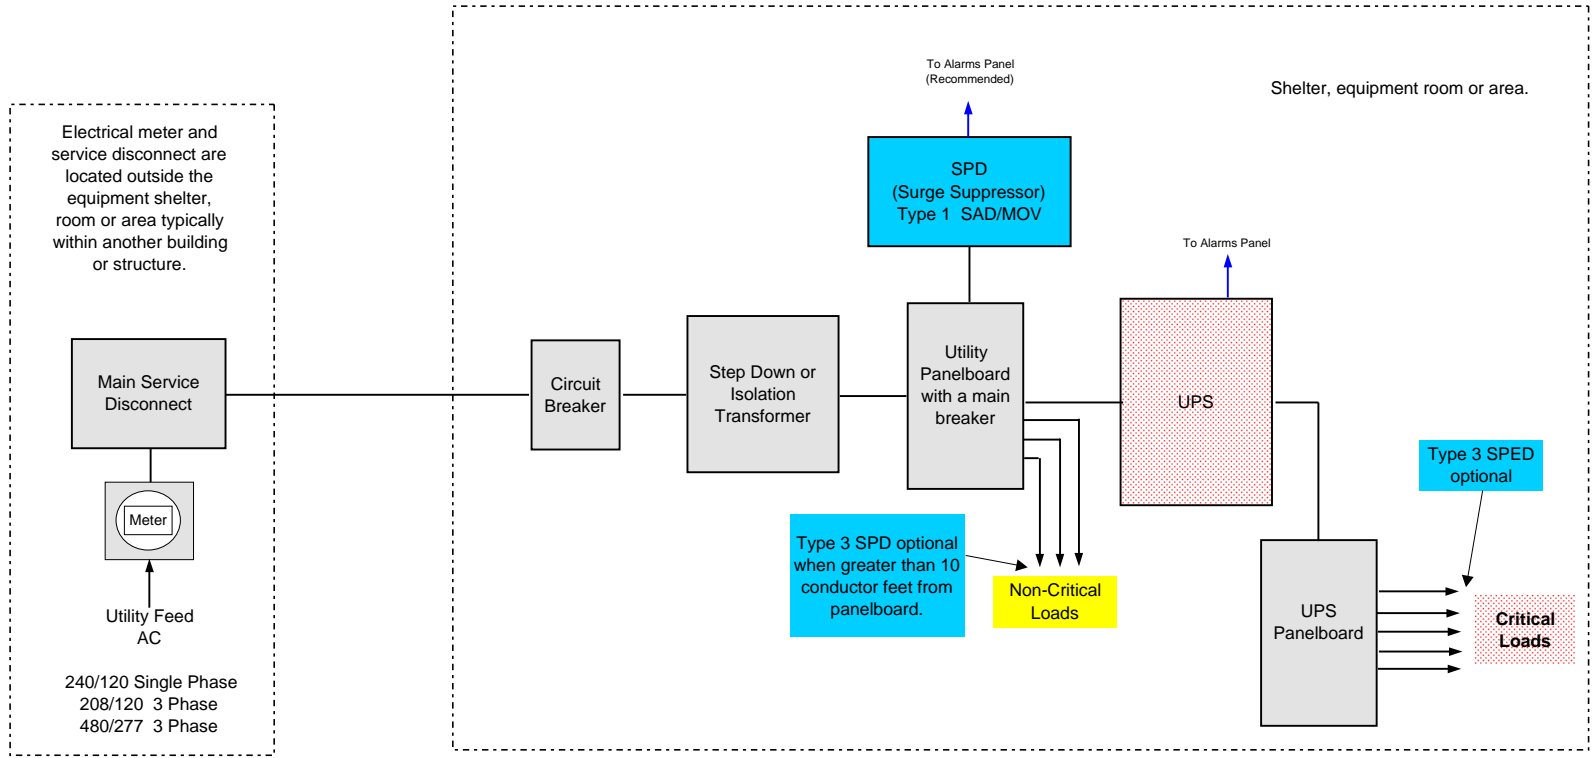 To Alarms Panel
(Recommended)
Shelter, equipment room or area.
Electrical meter and
service disconnect are
located outside the
equipment shelter,
room or area typically
within another building
or structure.
SPD
(Surge Suppressor)
Type 1  SAD/MOV
To Alarms Panel
Main Service
Disconnect
Circuit
Breaker
Step Down or
Isolation
Transformer
Utility
Panelboard
with a main
breaker
UPS
Type 3 SPED
optional
Meter
Type 3 SPD optional
when greater than 10
conductor feet from
panelboard.
Non-Critical
Loads
UPS
Panelboard
Critical
Loads
Utility Feed
AC
240/120 Single Phase
208/120  3 Phase
480/277  3 Phase